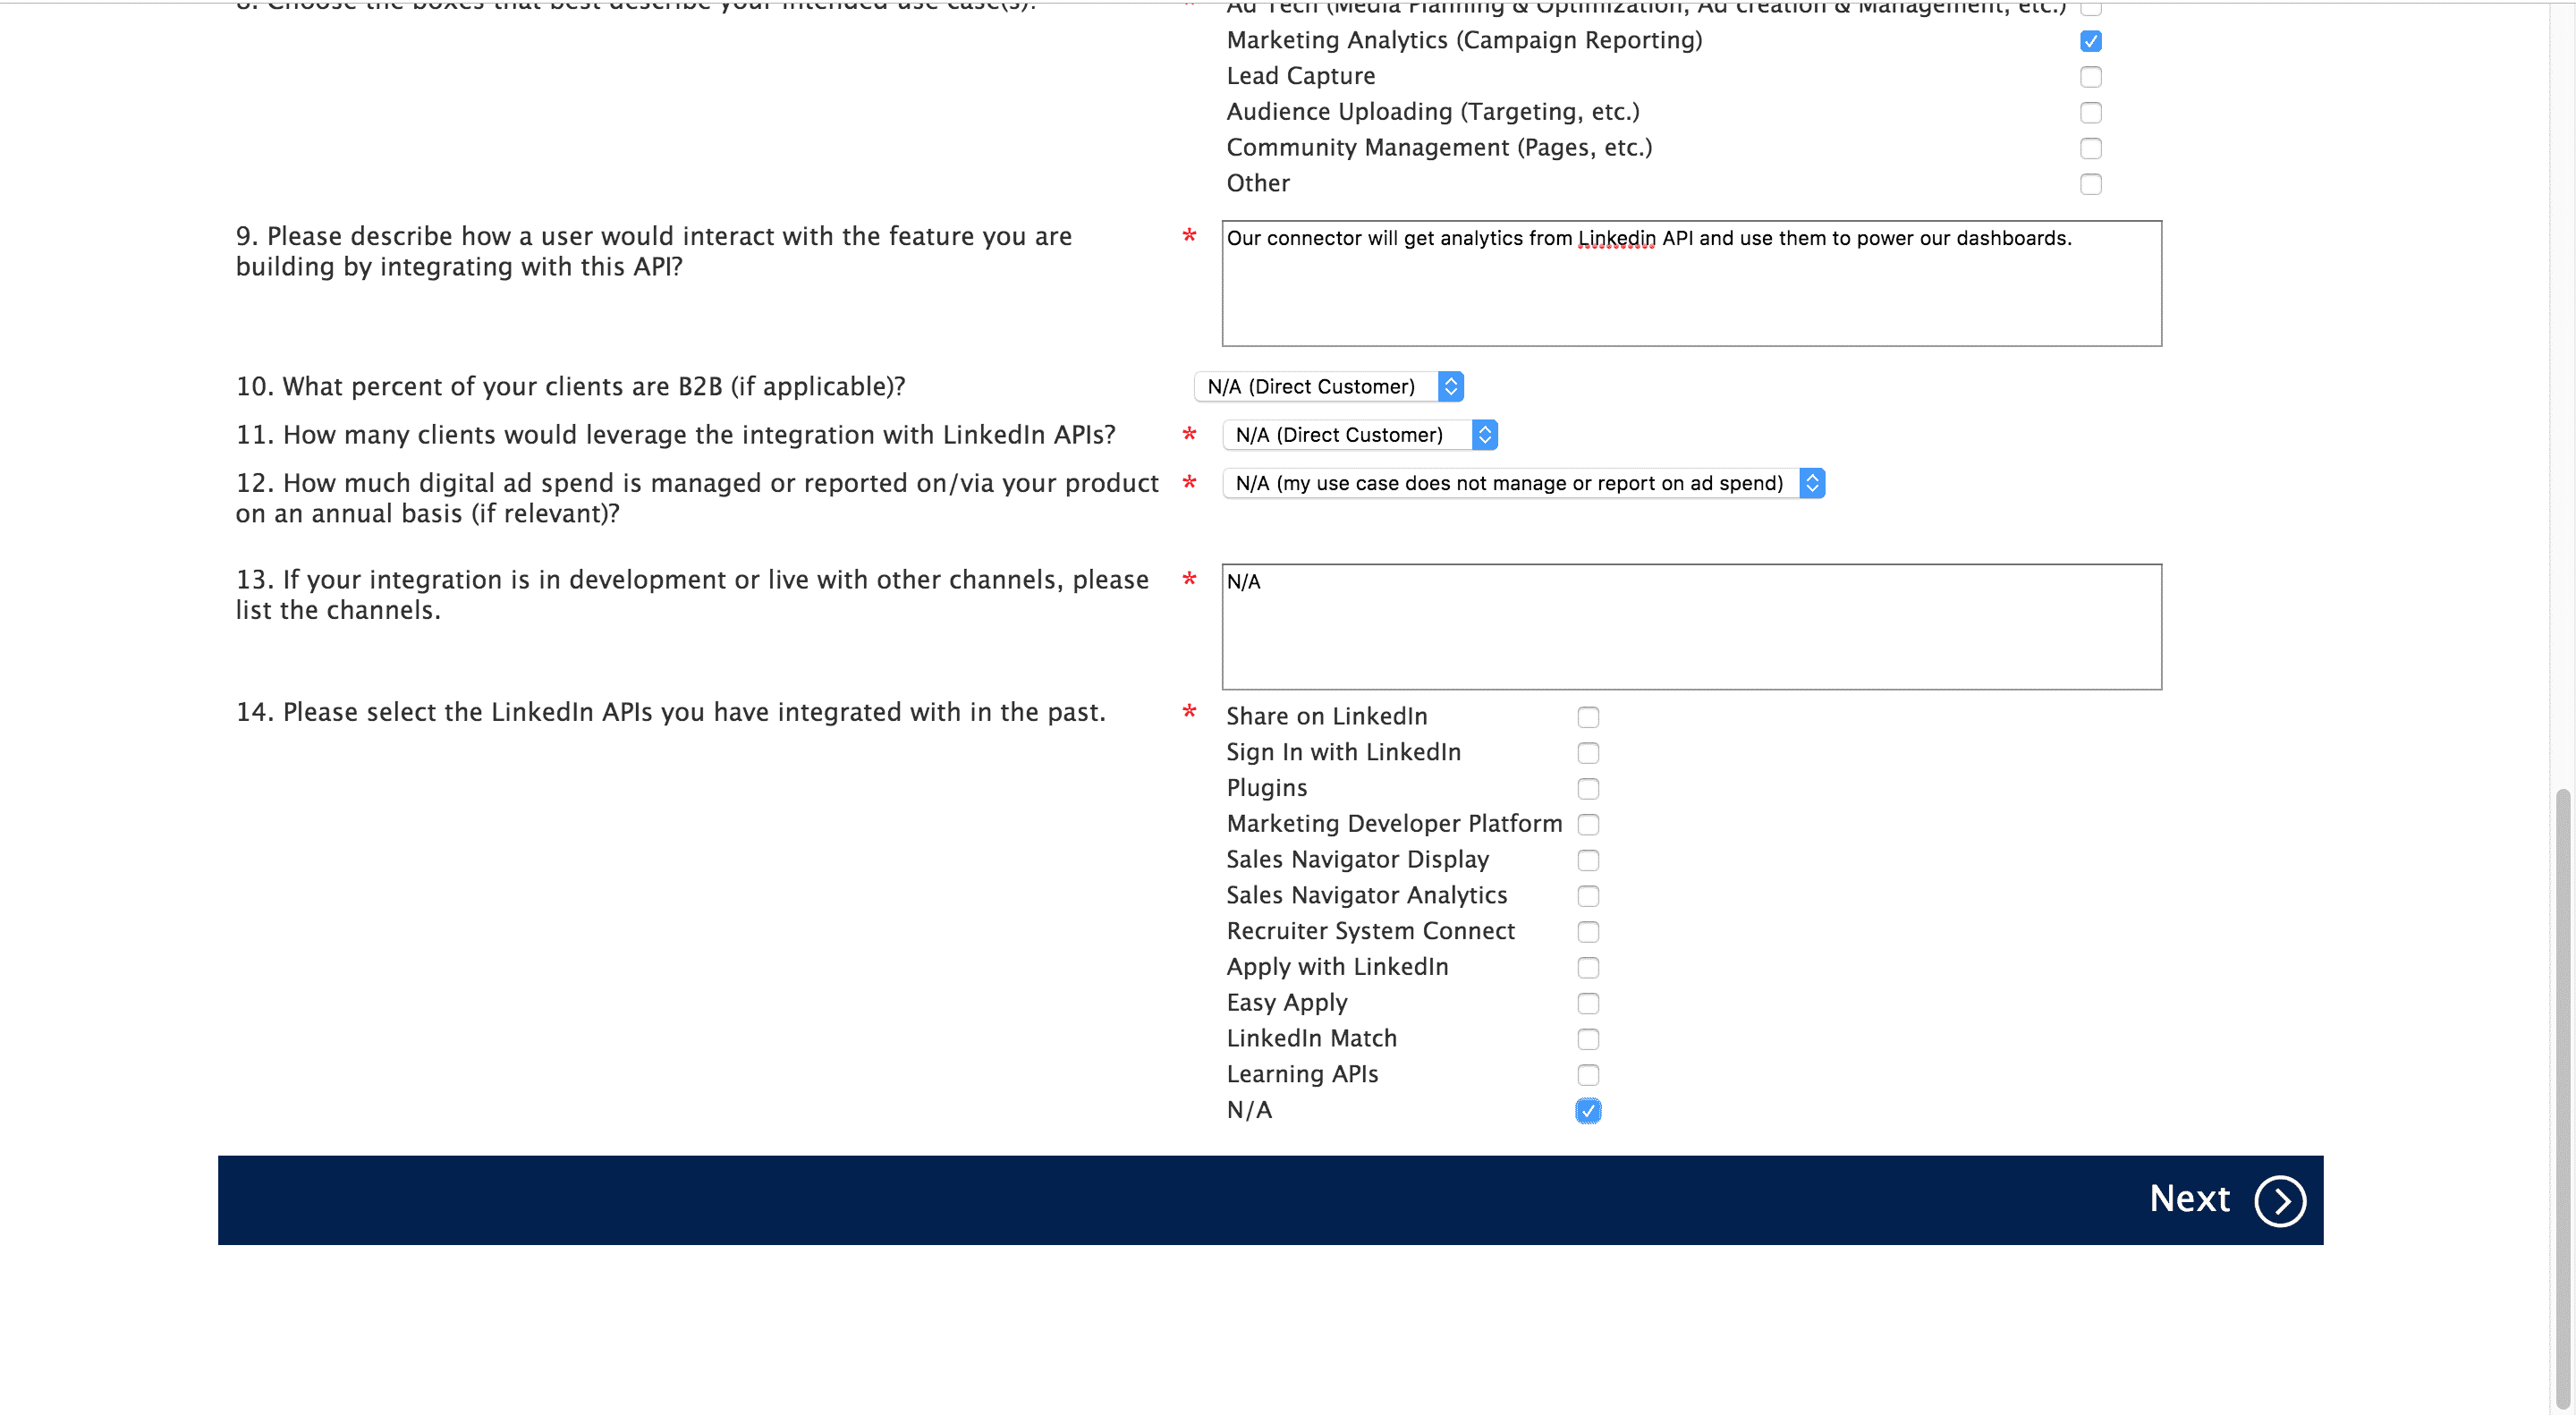 8. Choose the boxes that best describe your intended use case(s).
* Ad Tech (Media Planning & Optimization, Ad creation & Management, etc.)
Marketing Analytics (Campaign Reporting)
Lead Capture
Audience Uploading (Targeting, etc.)
Community Management (Pages, etc.)
Other
9. Please describe how a user would interact with the feature you are
building by integrating with this API?
* Our connector will get analytics from Linkedin API and use them to power our dashboards.
10. What percent of your clients are B2B (if applicable)?
N/A (Direct Customer)
11. How many clients would leverage the integration with LinkedIn APIs?
* N/A (Direct Customer)
12. How much digital ad spend is managed or reported on/via your product
on an annual basis (if relevant)?
* N/A (my use case does not manage or report on ad spend)
13. If your integration is in development or live with other channels, please
list the channels.
* N/A
14. Please select the LinkedIn APIs you have integrated with in the past.
* Share on LinkedIn
Sign In with LinkedIn
Plugins
Marketing Developer Platform
Sales Navigator Display
Sales Navigator Analytics
Recruiter System Connect
Apply with LinkedIn
Easy Apply
LinkedIn Match
Learning APIs
N/A
Next